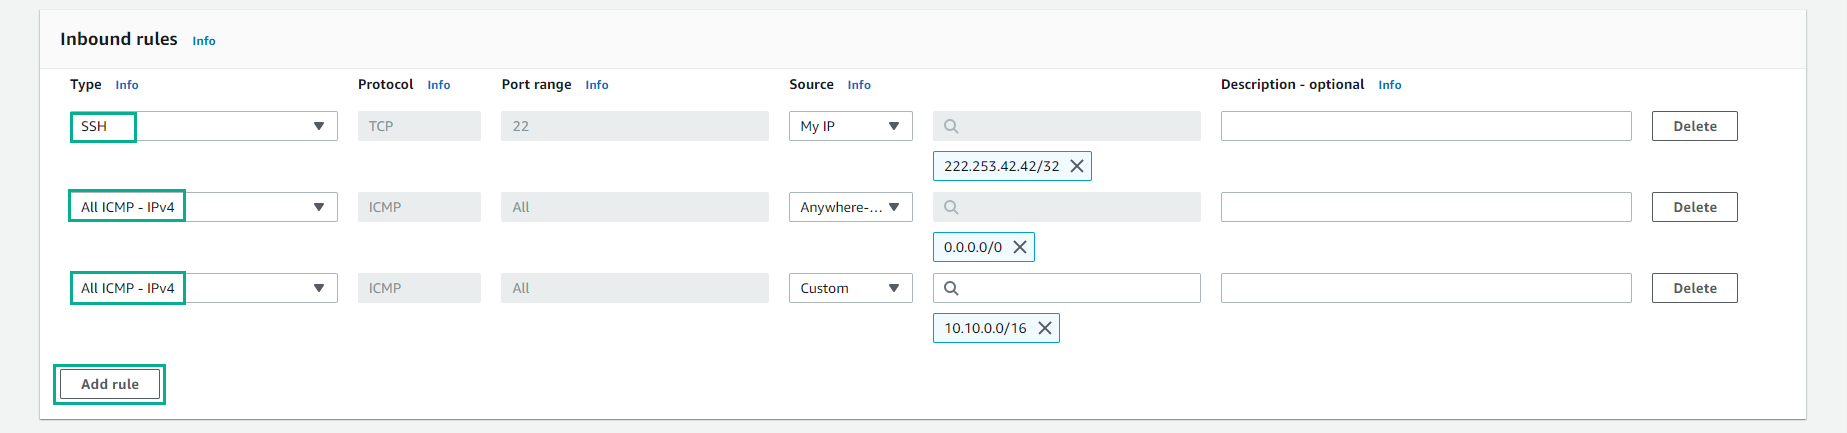 Inbound rules Info
Type Info Protocol Info Port range Info Source Info Description - optional Info
SSH TCP 22 My IP Delete
222.253.42.42/32
All ICMP - IPv4 ICMP All Anywhere-... Delete
0.0.0.0/0
All ICMP - IPv4 ICMP All Custom Delete
10.10.0.0/16
Add rule